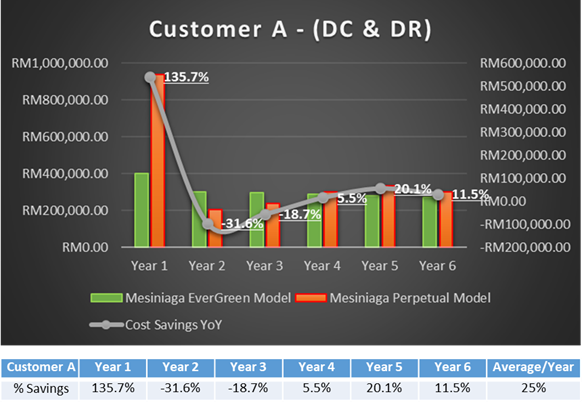 Customer A - (DC & DR)
RM1,000,000.00
RM800,000.00
RM600,000.00
RM400,000.00
RM200,000.00
RM0.00
RM600,000.00
RM500,000.00
RM400,000.00
RM300,000.00
RM200,000.00
RM100,000.00
RM0.00
-RM100,000.00
-RM200,000.00
135.7%
-31.6%
-18.7%
5.5%
20.1%
11.5%
Year 1 Year 2 Year 3 Year 4 Year 5 Year 6
Mesiniaga EverGreen Model Mesiniaga Perpetual Model
Cost Savings YoY
Customer A Year 1 Year 2 Year 3 Year 4 Year 5 Year 6 Average/Year
% Savings 135.7% -31.6% -18.7% 5.5% 20.1% 11.5% 25%